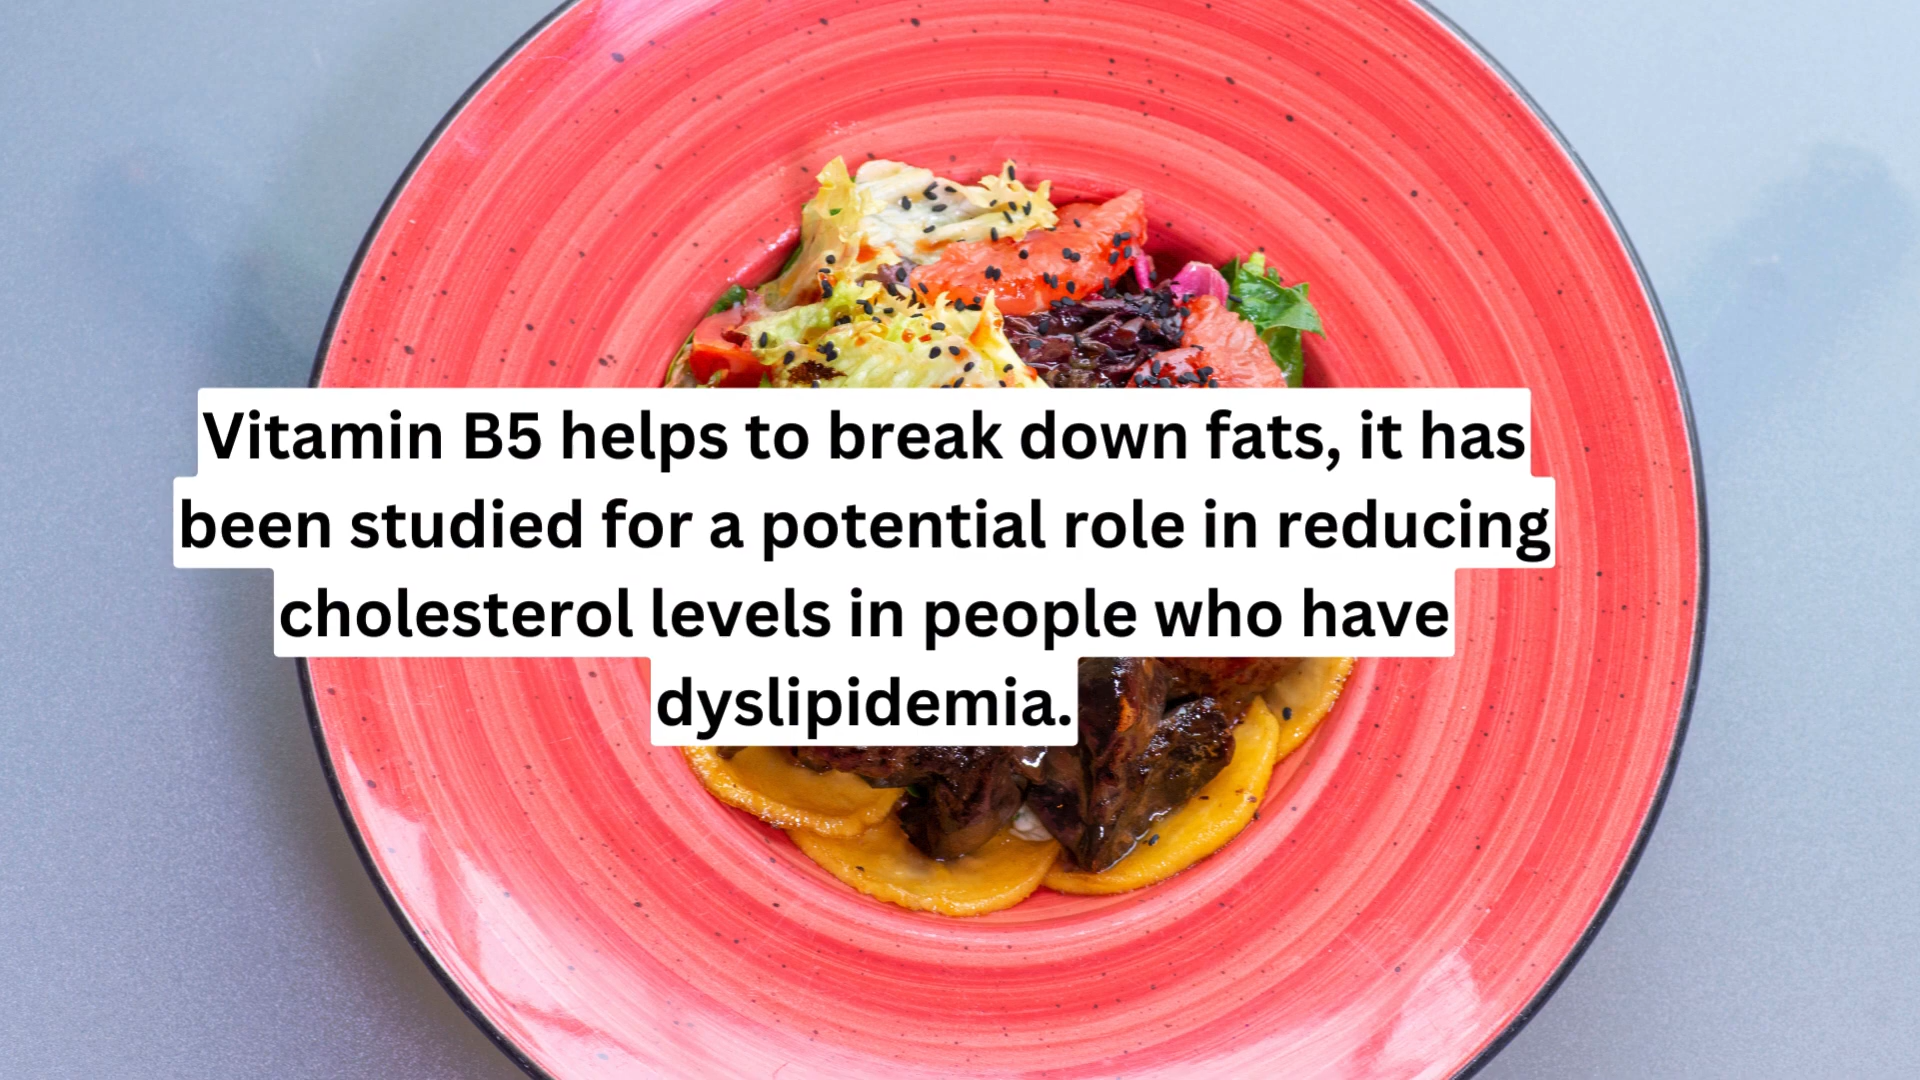 Vitamin B5 helps to break down fats, it has
been studied for a potential role in reducing
cholesterol levels in people who have
dyslipidemia.